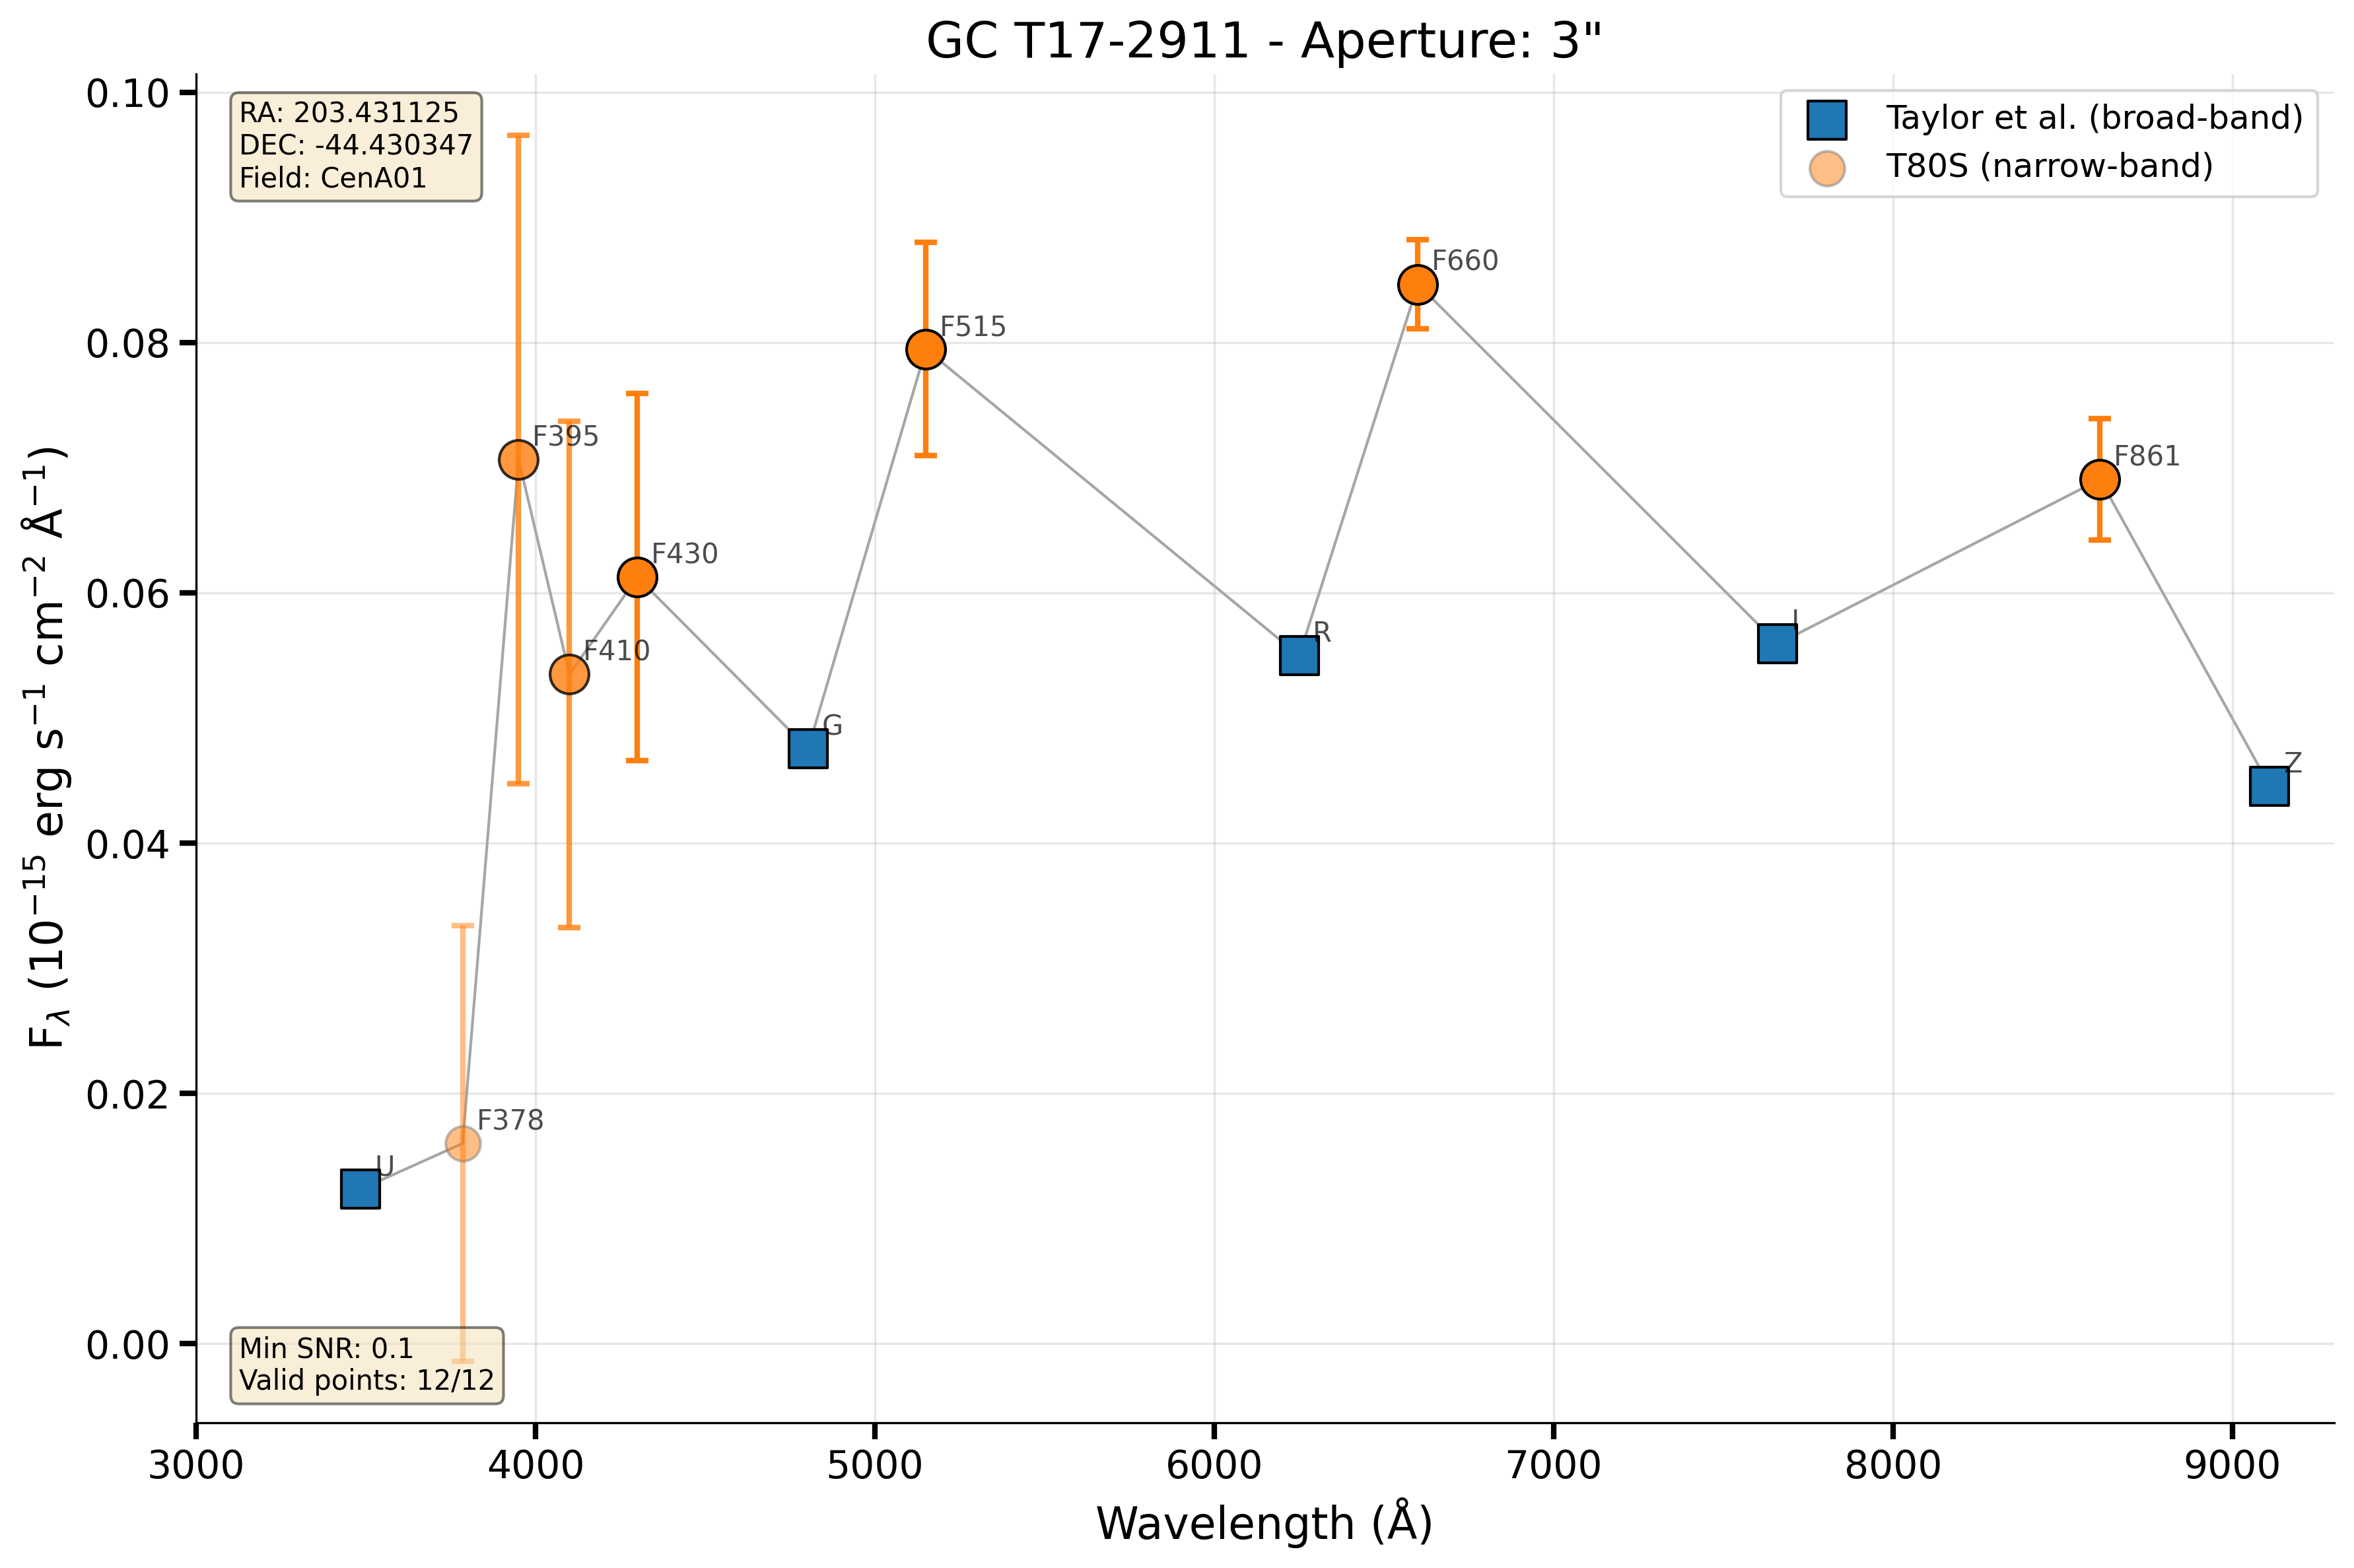 GC T17-2911 - Aperture: 3"
RA: 203.431125
DEC: -44.430347
Field: CenA01
Taylor et al. (broad-band)
T80S (narrow-band)
F660
F515
F395
F861
F430
F410
R
I
G
Z
F378
U
Min SNR: 0.1
Valid points: 12/12
0.10
0.08
0.06
0.04
0.02
0.00
Fλ (10⁻¹⁵ erg s⁻¹ cm⁻² Å⁻¹)
3000 4000 5000 6000 7000 8000 9000
Wavelength (Å)